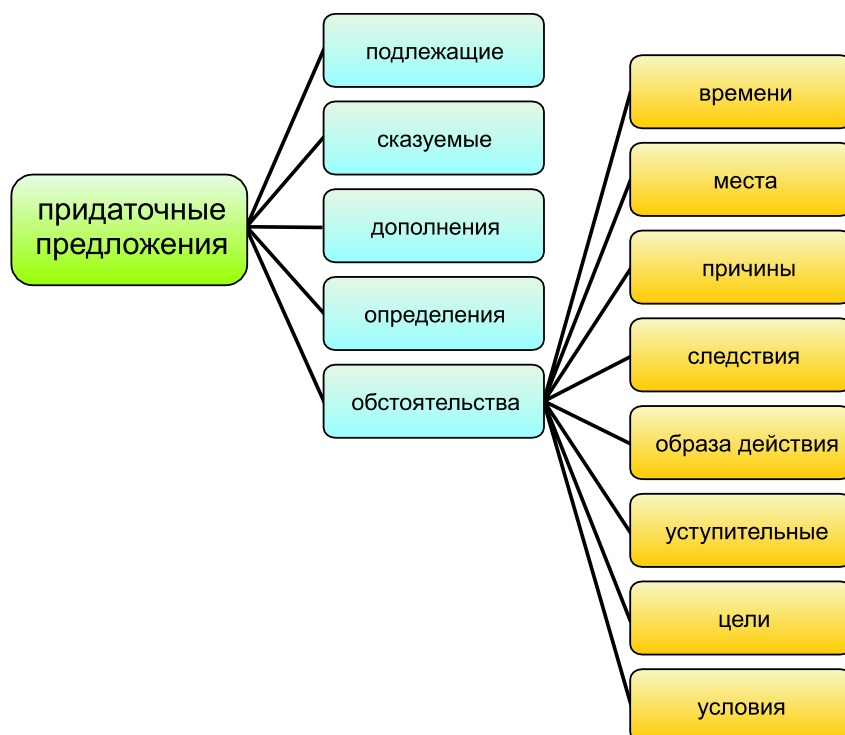 придаточные
предложения
подлежащие
сказуемые
дополнения
определения
обстоятельства
времени
места
причины
следствия
образа действия
уступительные
цели
условия